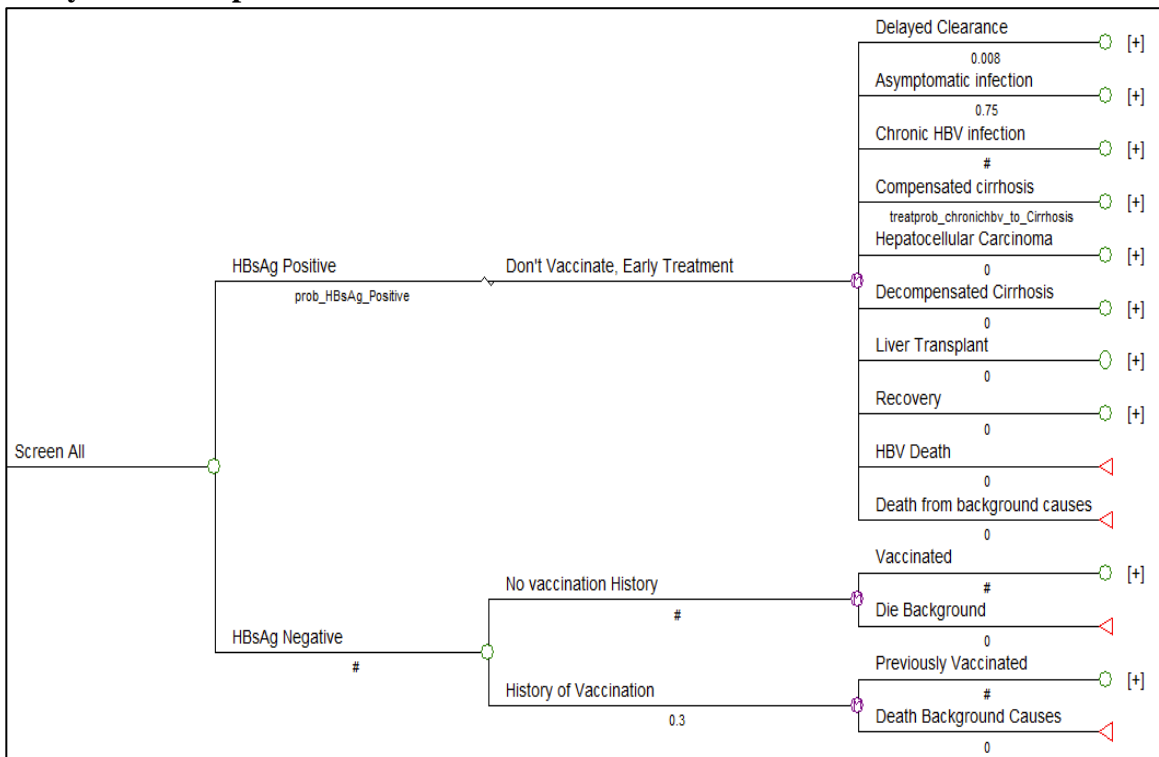 Screen All
HBsAg Positive
prob_HBsAg_Positive
Don't Vaccinate, Early Treatment
M
Delayed Clearance
0.008
[+]
Asymptomatic infection
0.75
[+]
Chronic HBV infection
#
[+]
Compensated cirrhosis
treatprob_chronichbv_to_Cirrhosis
[+]
Hepatocellular Carcinoma
0
[+]
Decompensated Cirrhosis
0
[+]
Liver Transplant
0
[+]
Recovery
0
[+]
HBV Death
0
Death from background causes
0
HBsAg Negative
#
No vaccination History
#
M
Vaccinated
#
[+]
Die Background
0
History of Vaccination
0.3
M
Previously Vaccinated
#
[+]
Death Background Causes
0